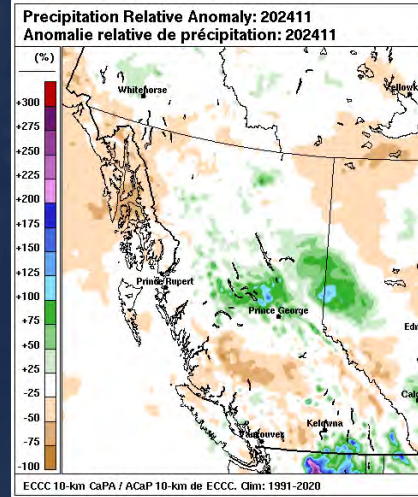 Precipitation Relative Anomaly: 202411
Anomalie relative de précipitation: 202411
(%)
+300
+275
+250
+225
+200
+175
+150
+125
+100
+75
+50
+25
-25
-50
-75
-100
Whitehorse
Prince Rupert
Prince George
Kelowna
ECCC 10-km CaPA / ACaP 10-km de ECCC. Clim: 1991-2020